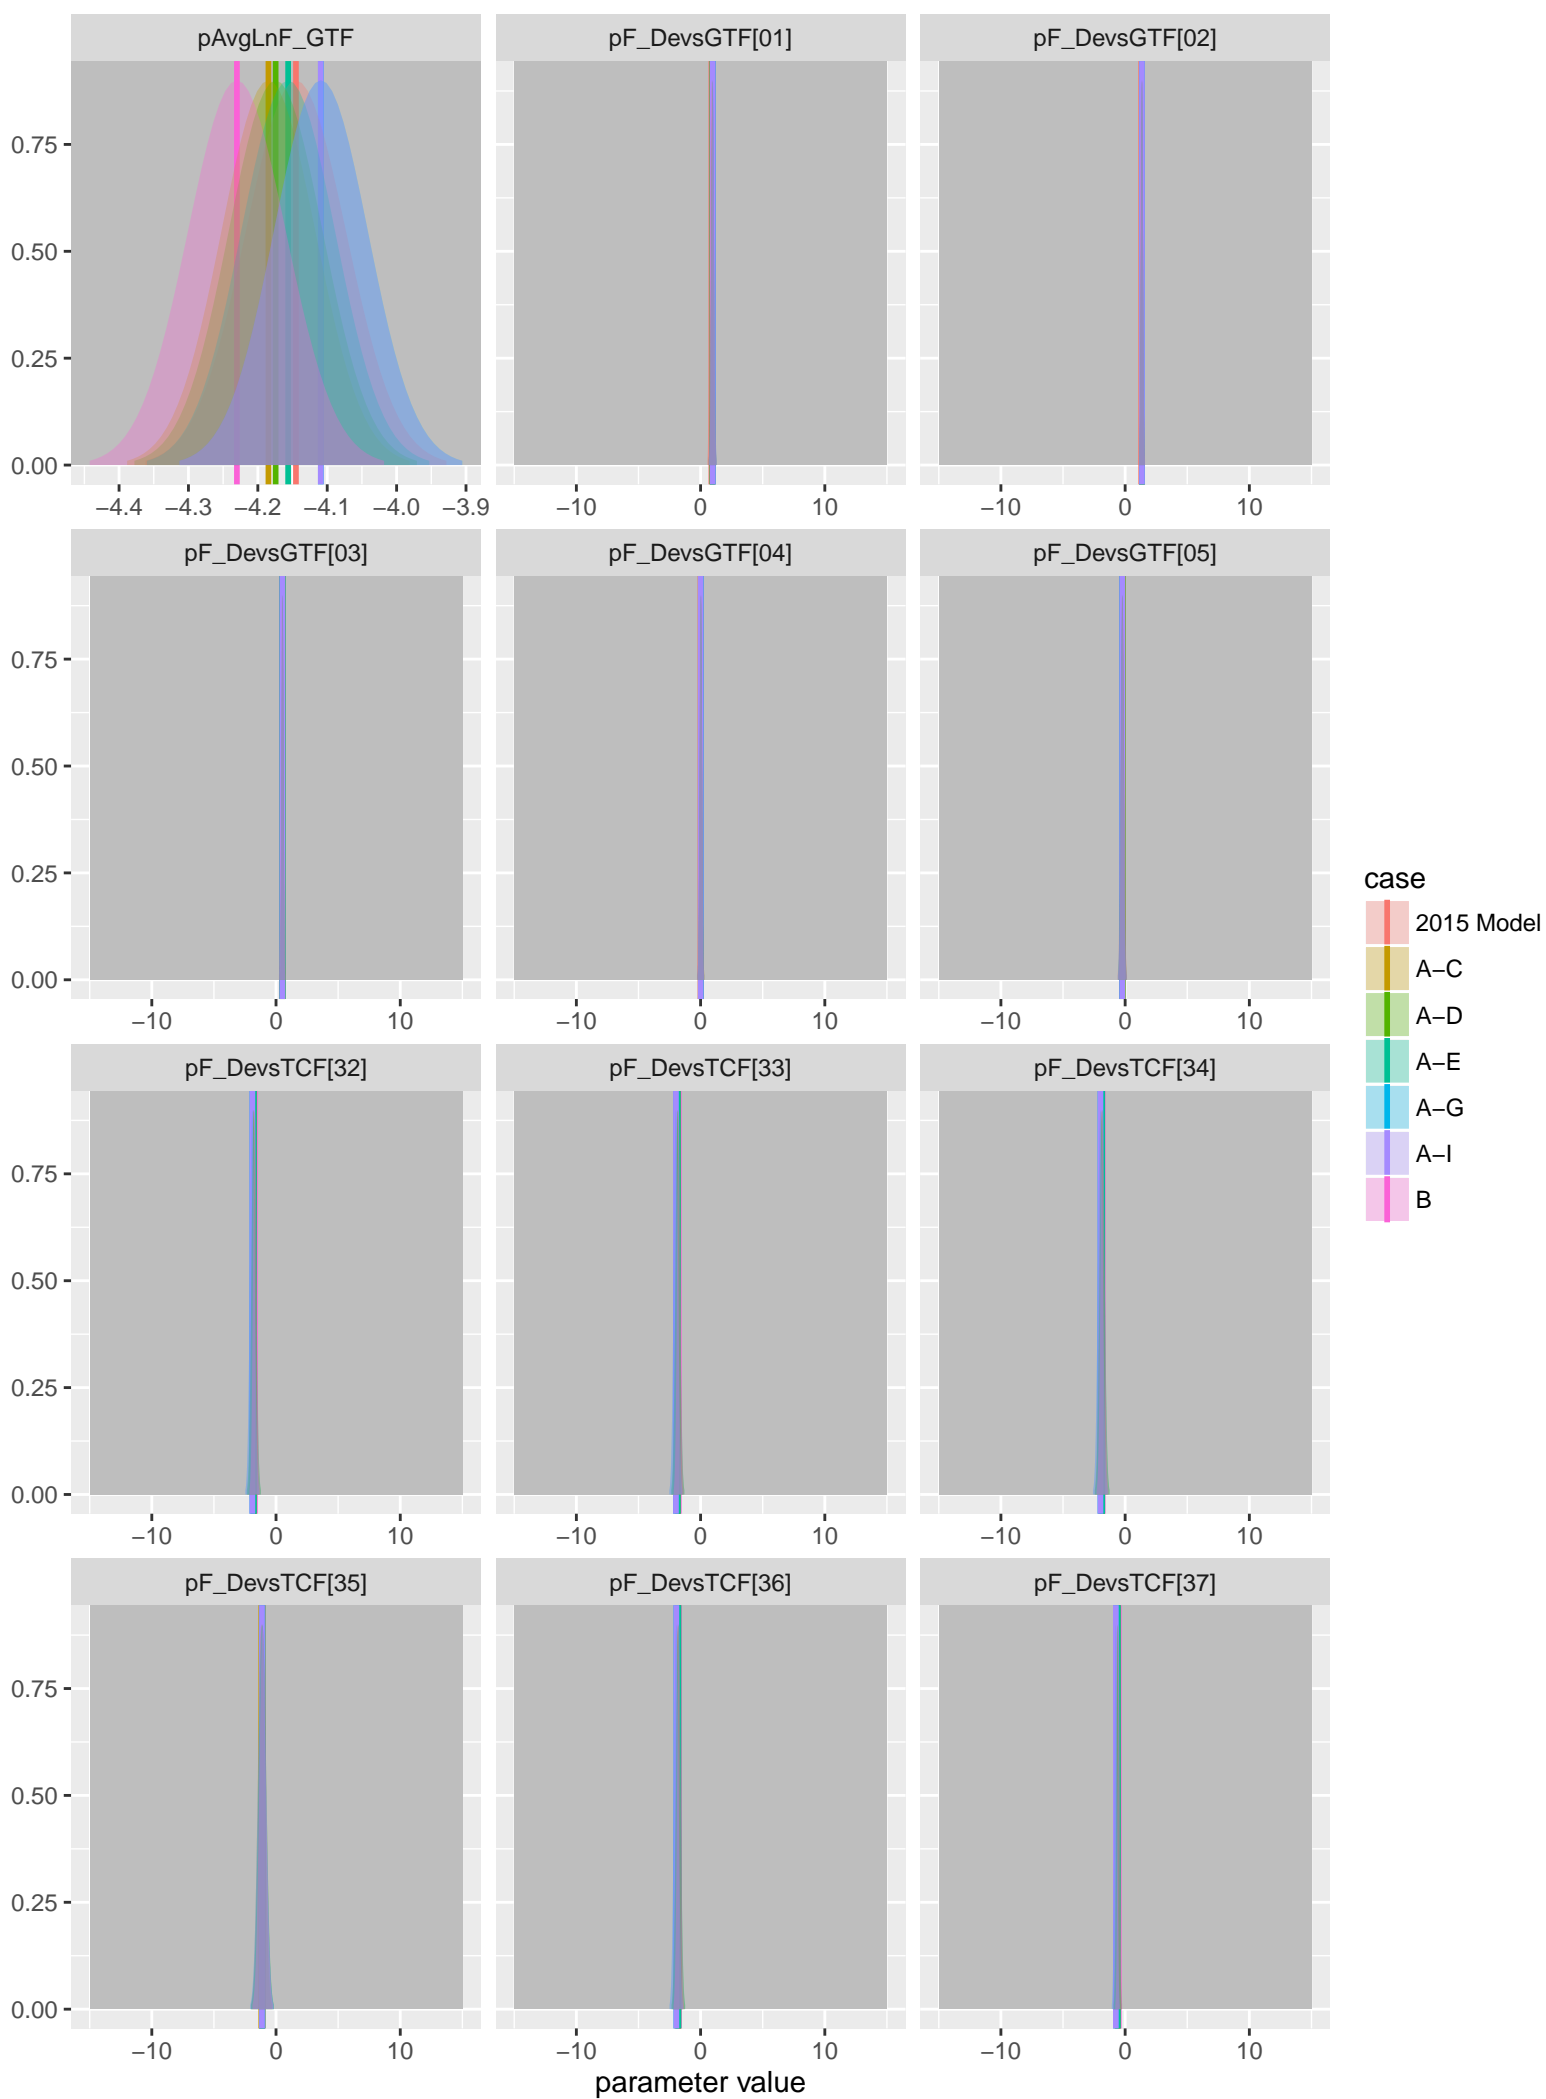 pAvgLnF_GTF pF_DevsGTF[01] pF_DevsGTF[02]
0.75
0.50
0.25
0.00
−4.4 −4.3 −4.2 −4.1 −4.0 −3.9 −10 0 10 −10 0 10
pF_DevsGTF[03] pF_DevsGTF[04] pF_DevsGTF[05]
0.75
0.50
0.25
0.00
−10 0 10 −10 0 10 −10 0 10
pF_DevsTCF[32] pF_DevsTCF[33] pF_DevsTCF[34]
0.75
0.50
0.25
0.00
−10 0 10 −10 0 10 −10 0 10
pF_DevsTCF[35] pF_DevsTCF[36] pF_DevsTCF[37]
0.75
0.50
0.25
0.00
−10 0 10 −10 0 10 −10 0 10
parameter value
case
2015 Model
A−C
A−D
A−E
A−G
A−I
B